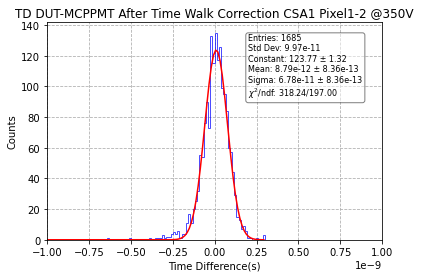 TD DUT-MCPPMT After Time Walk Correction CSA1 Pixel1-2 @350V
Entries: 1685
Std Dev: 9.97e-11
Constant: 123.77 ± 1.32
Mean: 8.79e-12 ± 8.36e-13
Sigma: 6.78e-11 ± 8.36e-13
χ²/ndf: 318.24/197.00
140
120
100
80
60
40
20
0
Counts
−1.00 −0.75 −0.50 −0.25 0.00 0.25 0.50 0.75 1.00
Time Difference(s)
1e−9